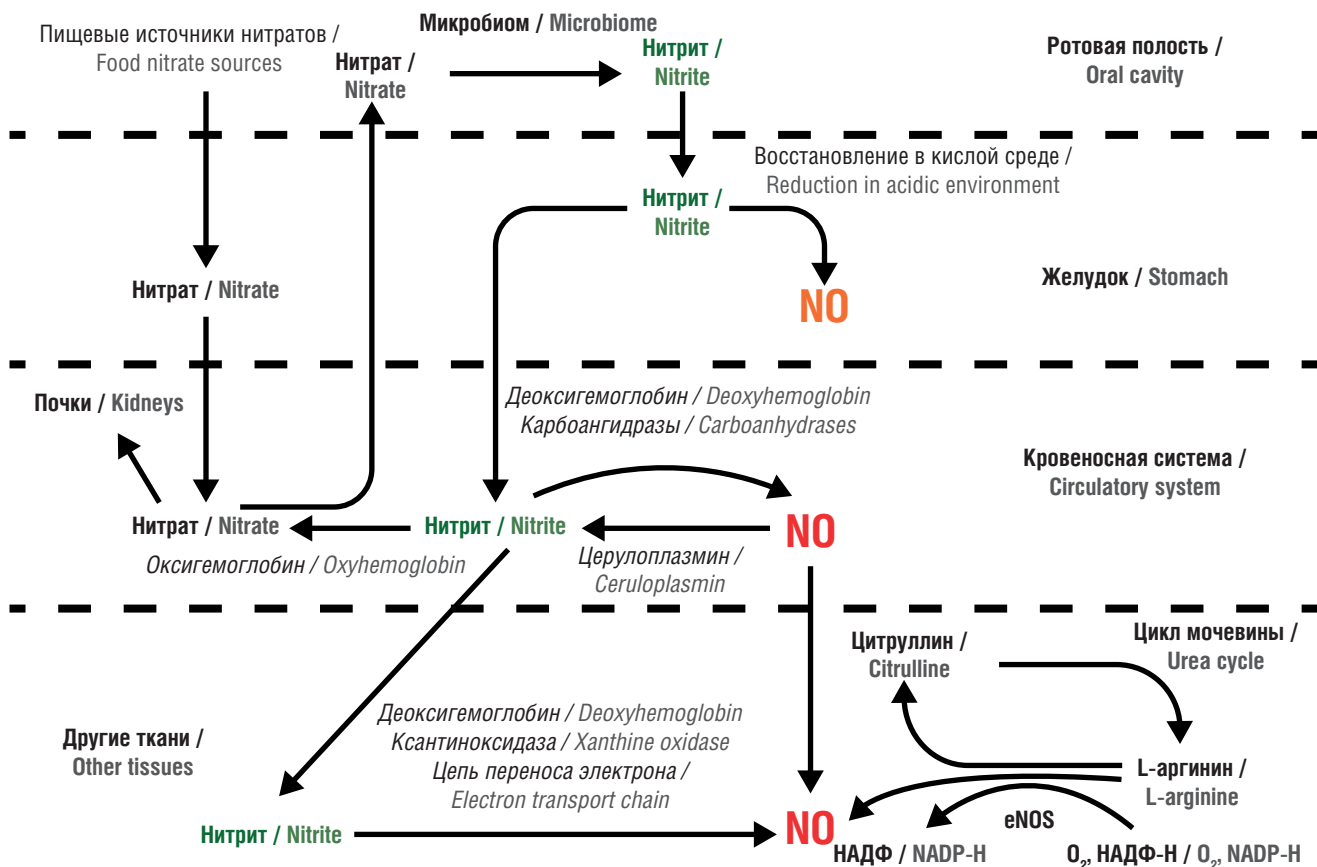 Микробиом / Microbiome
Пищевые источники нитратов /
Food nitrate sources
Нитрат /
Nitrate
Нитрит /
Nitrite
Ротовая полость /
Oral cavity
Восстановление в кислой среде /
Reduction in acidic environment
Нитрит /
Nitrite
Нитрат / Nitrate
NO
Желудок / Stomach
Почки / Kidneys
Деоксигемоглобин / Deoxyhemoglobin
Карбоангидразы / Carboanhydrases
Кровеносная система /
Circulatory system
Нитрат / Nitrate
Нитрит / Nitrite
NO
Оксигемоглобин / Oxyhemoglobin
Церулоплазмин /
Ceruloplasmin
Цитруллин /
Citrulline
Цикл мочевины /
Urea cycle
Другие ткани /
Other tissues
Деоксигемоглобин / Deoxyhemoglobin
Ксантиноксидаза / Xanthine oxidase
Цепь переноса электрона /
Electron transport chain
L-аргинин /
L-arginine
Нитрит / Nitrite
NO
eNOS
НАДФ / NADP-H
O₂, НАДФ-Н / O₂, NADP-H